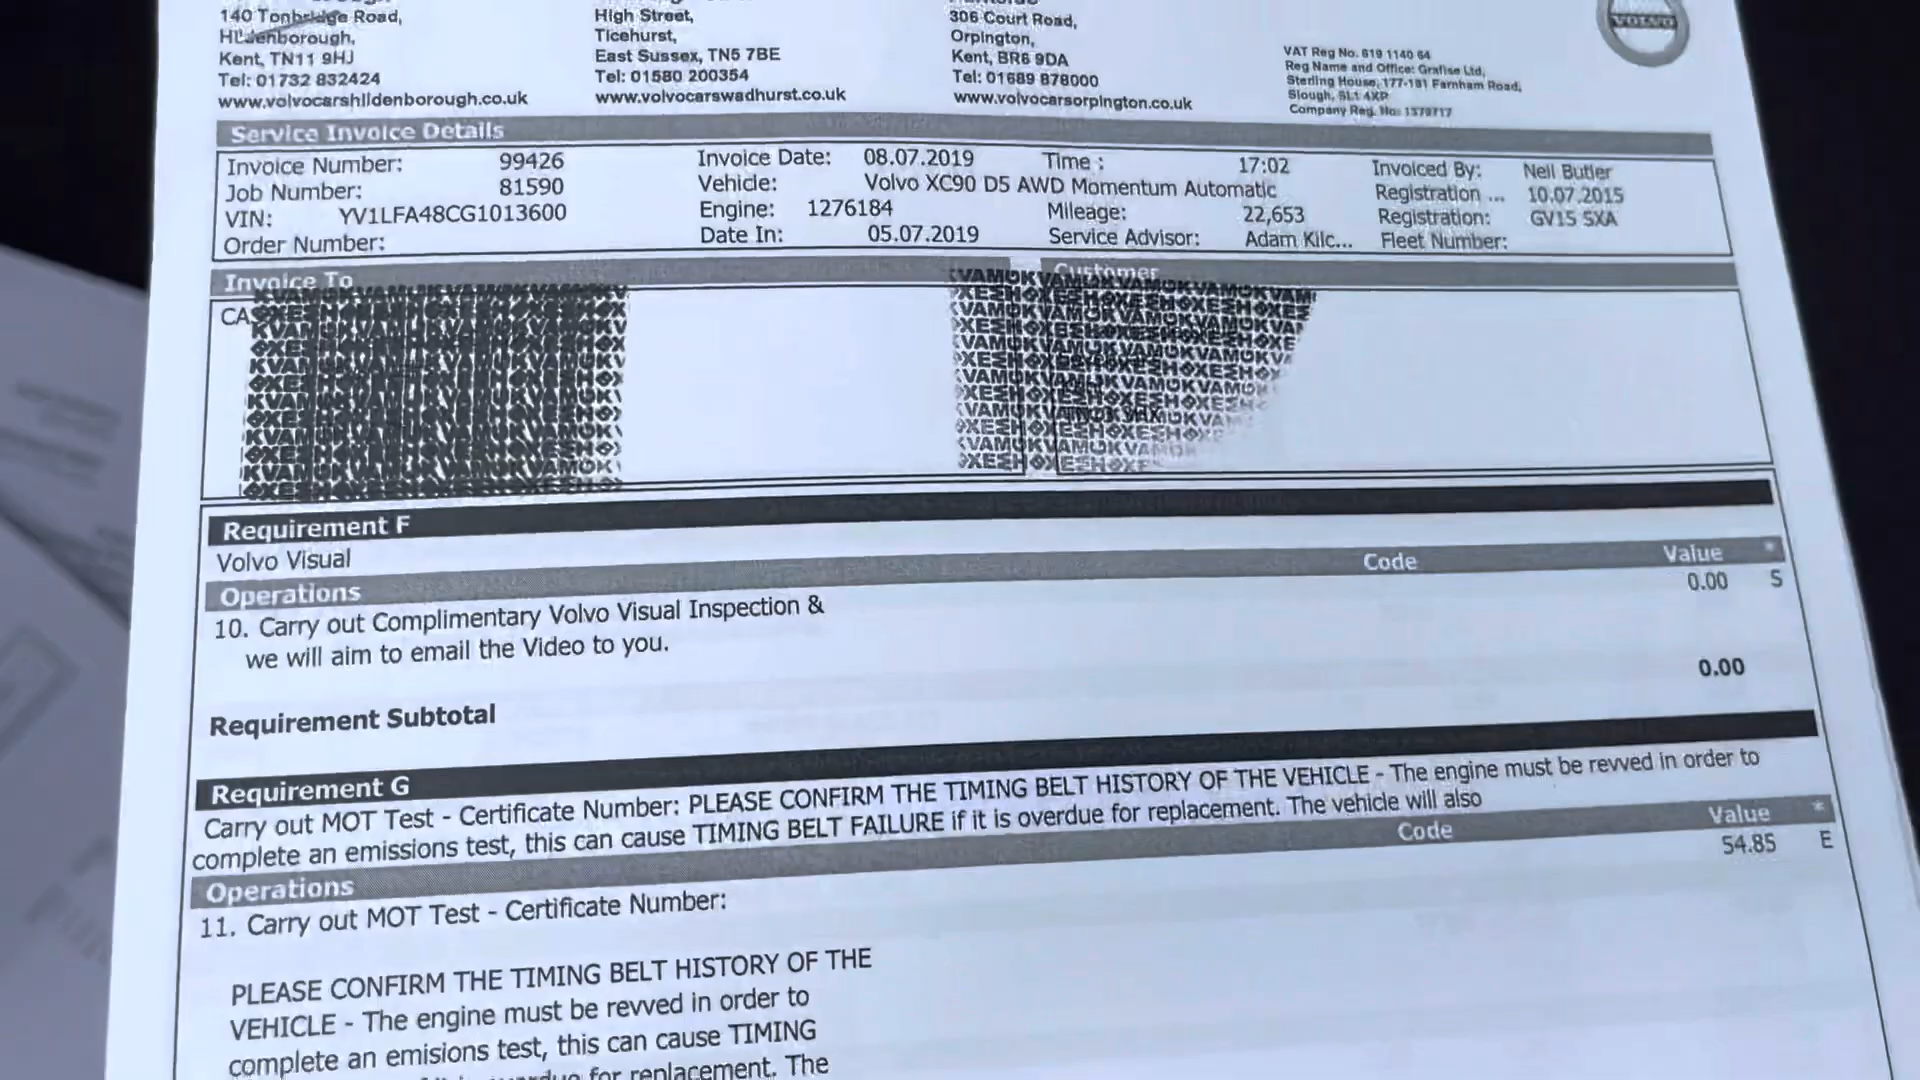 140 Tonbridge Road,
Hildenborough,
Kent, TN11 9HJ
Tel: 01732 832424
www.volvocarshildenborough.co.uk
High Street,
Ticehurst,
East Sussex, TN5 7BE
Tel: 01580 200354
www.volvocarswadhurst.co.uk
306 Court Road,
Orpington,
Kent, BR6 9DA
Tel: 01689 878000
www.volvocarsorpington.co.uk
VAT Reg No. 619 1140 64
Reg Name and Office: Grafise Ltd,
Sterling House, 177-181 Farnham Road,
Slough, SL1 4XP
Company Reg. No: 1579717
VOLVO
Service Invoice Details
Invoice Number: 99426 Invoice Date: 08.07.2019 Time : 17:02 Invoiced By: Neil Butler
Job Number: 81590 Vehicle: Volvo XC90 D5 AWD Momentum Automatic Registration ... 10.07.2015
VIN: YV1LFA48CG1013600 Engine: 1276184 Mileage: 22,653 Registration: GV15 SXA
Order Number: Date In: 05.07.2019 Service Advisor: Adam Kilc... Fleet Number:
Invoice To Customer
Requirement F
Volvo Visual
Operations Code Value *
10. Carry out Complimentary Volvo Visual Inspection & 0.00 S
we will aim to email the Video to you.
Requirement Subtotal 0.00
Requirement G
Carry out MOT Test - Certificate Number: PLEASE CONFIRM THE TIMING BELT HISTORY OF THE VEHICLE - The engine must be revved in order to
complete an emissions test, this can cause TIMING BELT FAILURE if it is overdue for replacement. The vehicle will also
Operations Code Value *
11. Carry out MOT Test - Certificate Number: 54.85 E
PLEASE CONFIRM THE TIMING BELT HISTORY OF THE
VEHICLE - The engine must be revved in order to
complete an emisions test, this can cause TIMING
for replacement. The